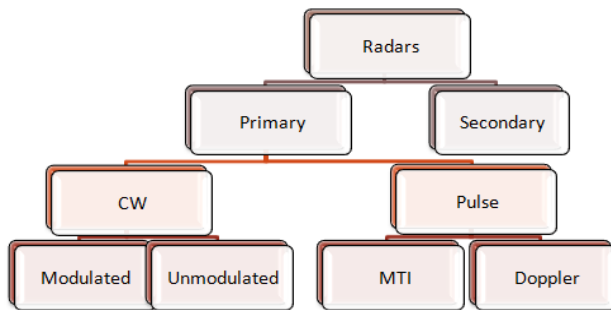 Radars
Primary
Secondary
CW
Pulse
Modulated
Unmodulated
MTI
Doppler